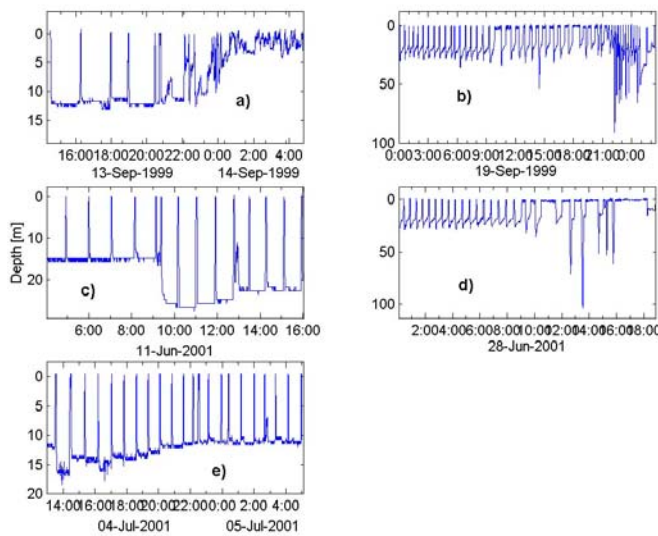 0
5
10
15
a)
16:00 18:00 20:00 22:00 0:00 2:00 4:00
13-Sep-1999 14-Sep-1999
0
50
100
b)
0:00 3:00 6:00 9:00 12:00 15:00 18:00 21:00 0:00
19-Sep-1999
Depth [m]
0
10
20
c)
6:00 8:00 10:00 12:00 14:00 16:00
11-Jun-2001
0
50
100
d)
2:00 4:00 6:00 8:00 10:00 12:00 14:00 16:00 18:00
28-Jun-2001
0
5
10
15
20
e)
14:00 16:00 18:00 20:00 22:00 0:00 2:00 4:00
04-Jul-2001 05-Jul-2001